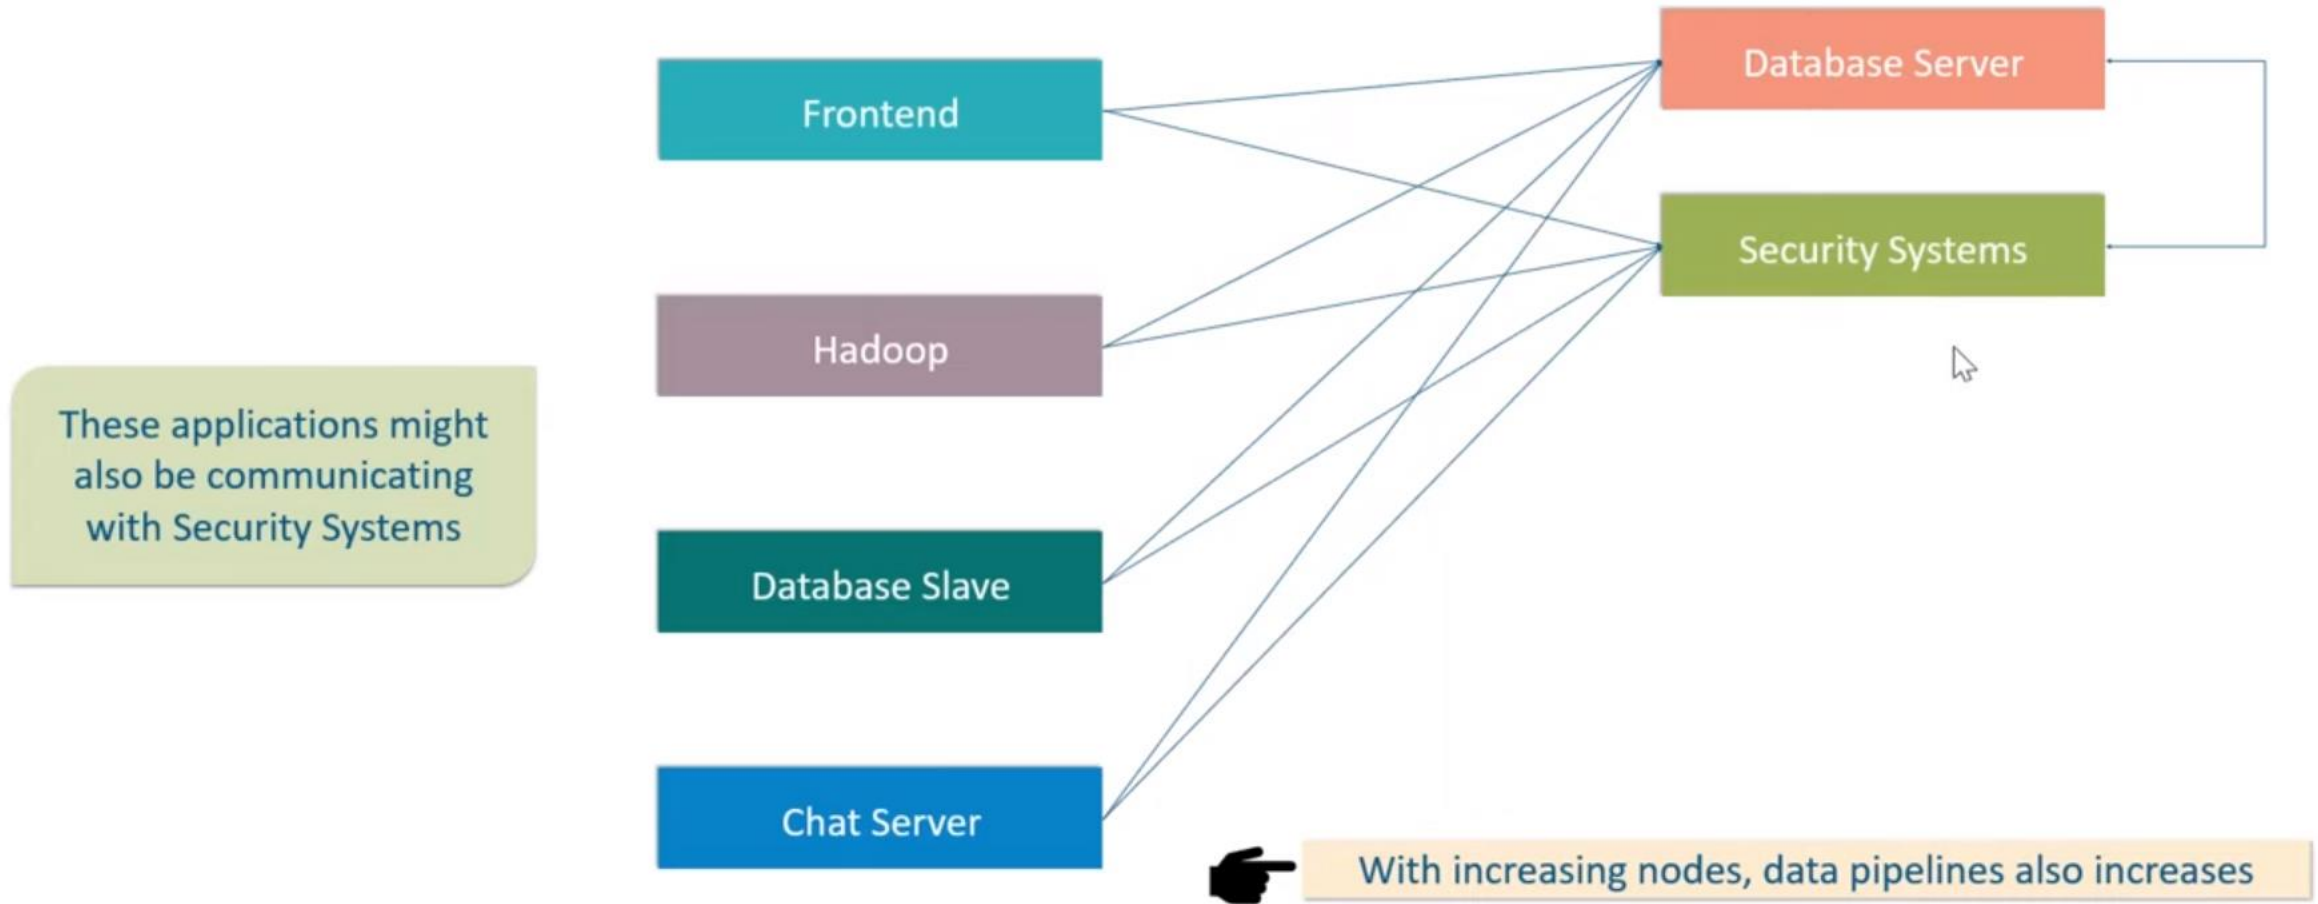 Database Server
Frontend
Security Systems
Hadoop
These applications might
also be communicating
with Security Systems
Database Slave
Chat Server
With increasing nodes, data pipelines also increases